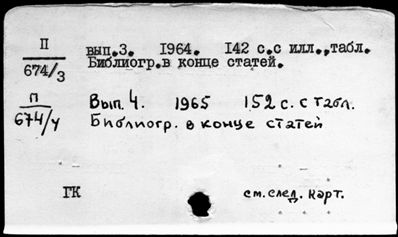 П вып.3. 1964. 142 с.с илл.,табл.
674/3 Библиогр.в конце статей.
П Вып. 4. 1965 152 с. с табл.
674/4 Библиогр. в конце статей
ГК см. след. карт.